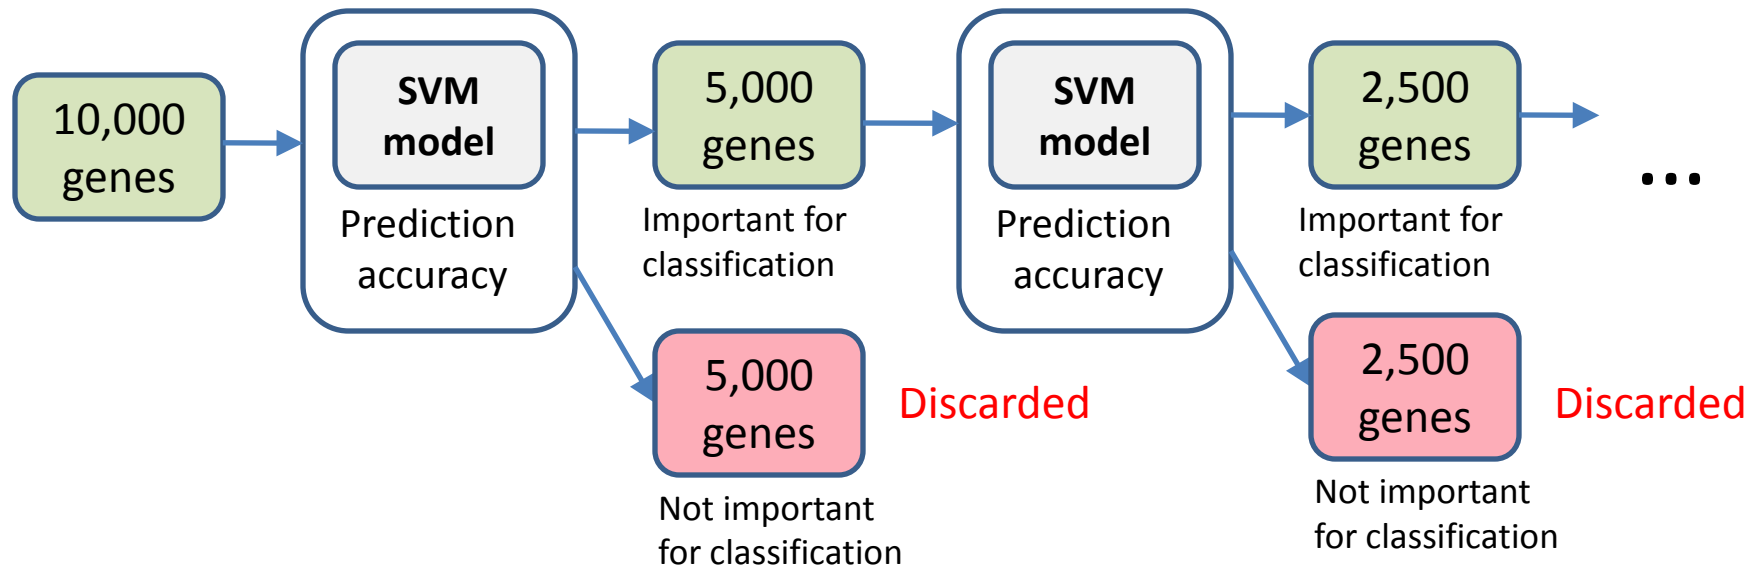 10,000
genes
SVM
model
Prediction
accuracy
5,000
genes
Important for
classification
5,000
genes
Discarded
Not important
for classification
SVM
model
Prediction
accuracy
2,500
genes
Important for
classification
...
2,500
genes
Discarded
Not important
for classification